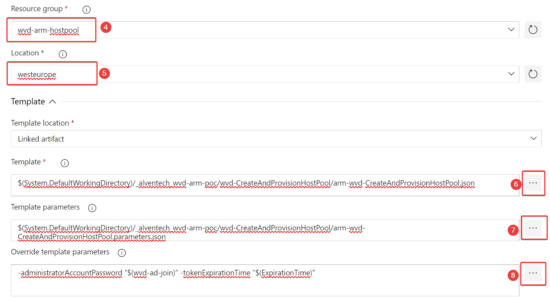 Resource group *
wvd-arm-hostpool
4
Location *
westeurope
5
Template
Template location *
Linked artifact
Template *
$(System.DefaultWorkingDirectory)/_alventech_wvd-arm-poc/wvd-CreateAndProvisionHostPool/arm-wvd-CreateAndProvisionHostPool.json
6
Template parameters
$(System.DefaultWorkingDirectory)/_alventech_wvd-arm-poc/wvd-CreateAndProvisionHostPool/arm-wvd-
CreateAndProvisionHostPool.parameters.json
7
Override template parameters
8
-administratorAccountPassword "$(wvd-ad-join)" -tokenExpirationTime "$(ExpirationTime)"